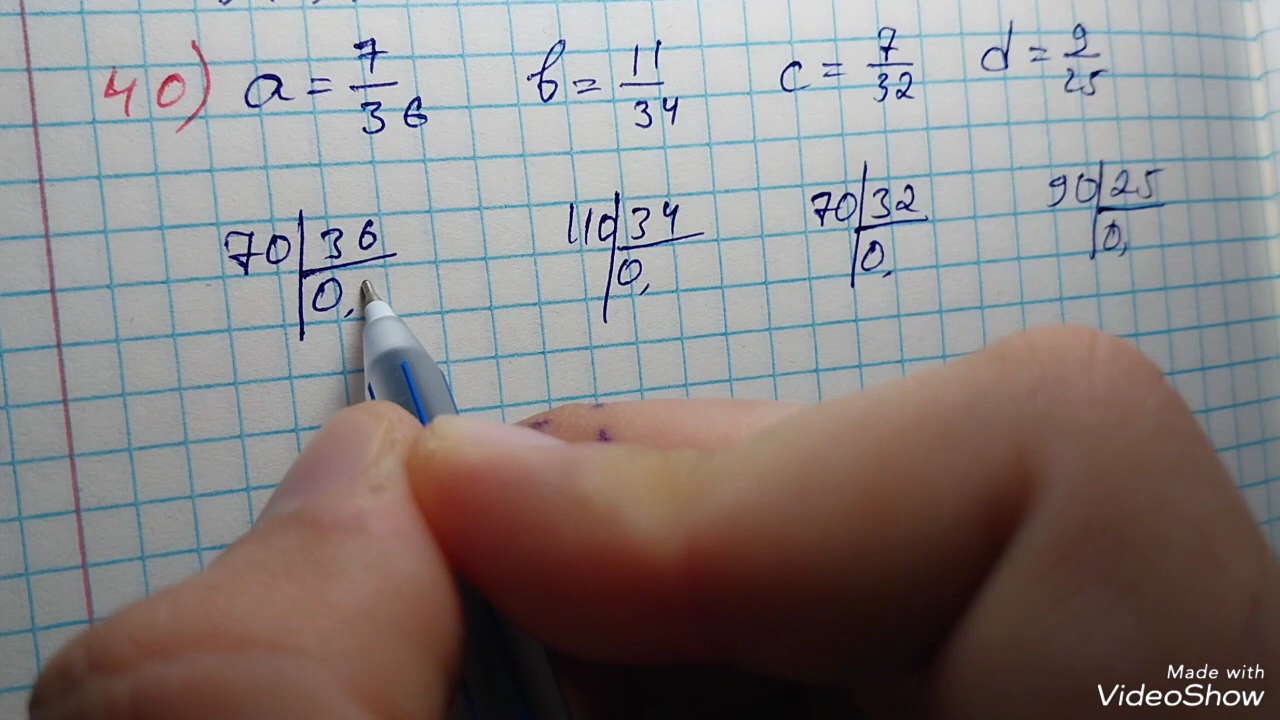 40) a = 7/36 b = 11/34 c = 7/32 d = 9/25
70 | 36 110 | 34 70 | 32 90 | 25
0, 0, 0, 0,
Made with
VideoShow